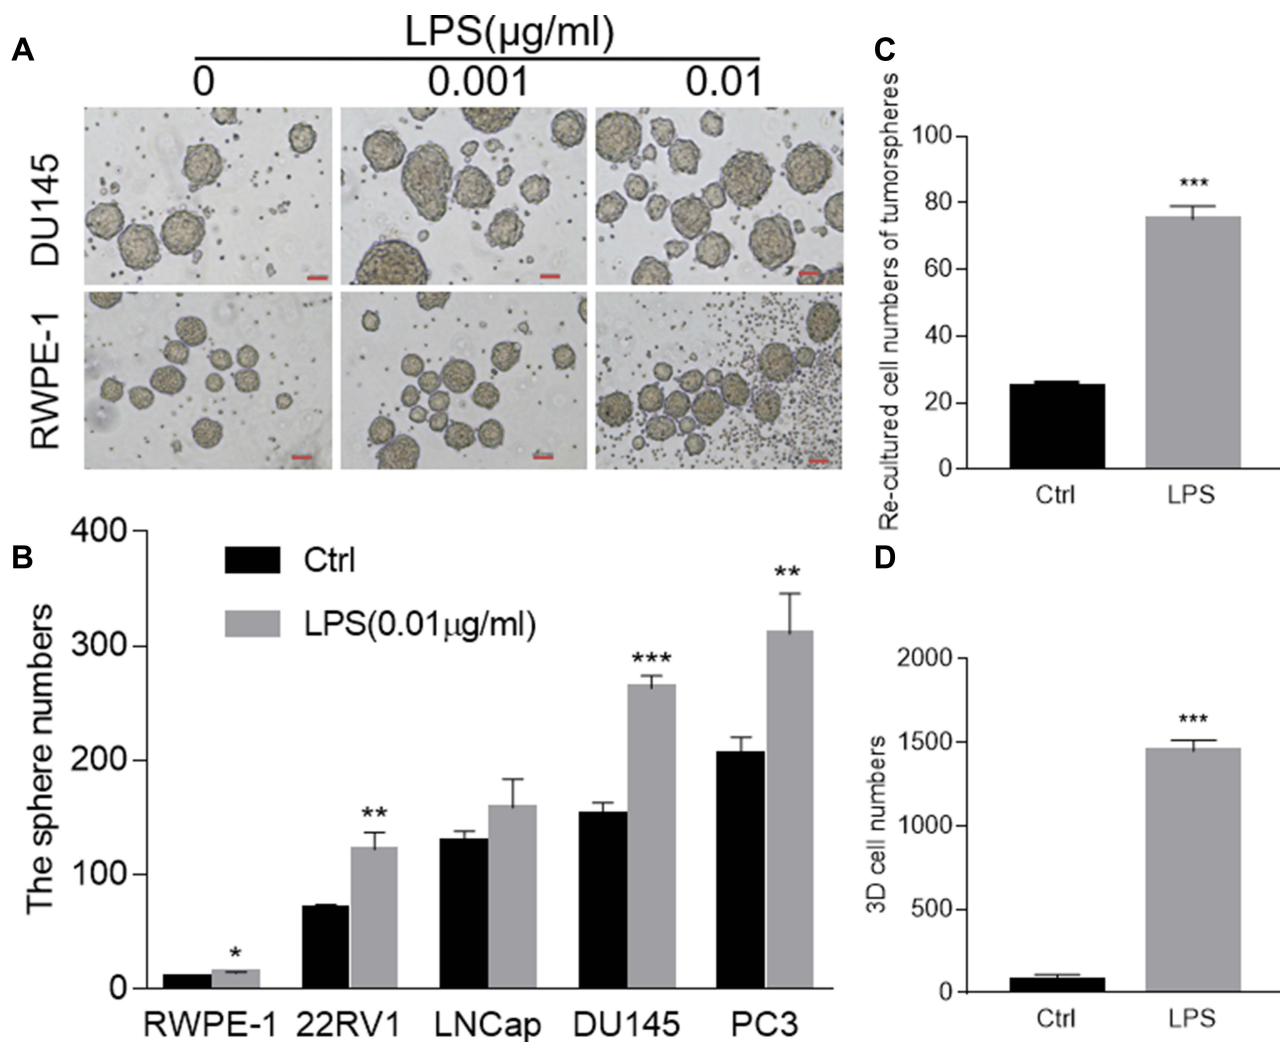 A
LPS(µg/ml)
0 0.001 0.01
DU145
RWPE-1
B
The sphere numbers
400
300
200
100
0
Ctrl
LPS(0.01µg/ml)
*
**
***
**
RWPE-1 22RV1 LNCap DU145 PC3
C
Re-cultured cell numbers of tumorspheres
100
80
60
40
20
0
***
Ctrl LPS
D
3D cell numbers
2000
1500
1000
500
0
***
Ctrl LPS